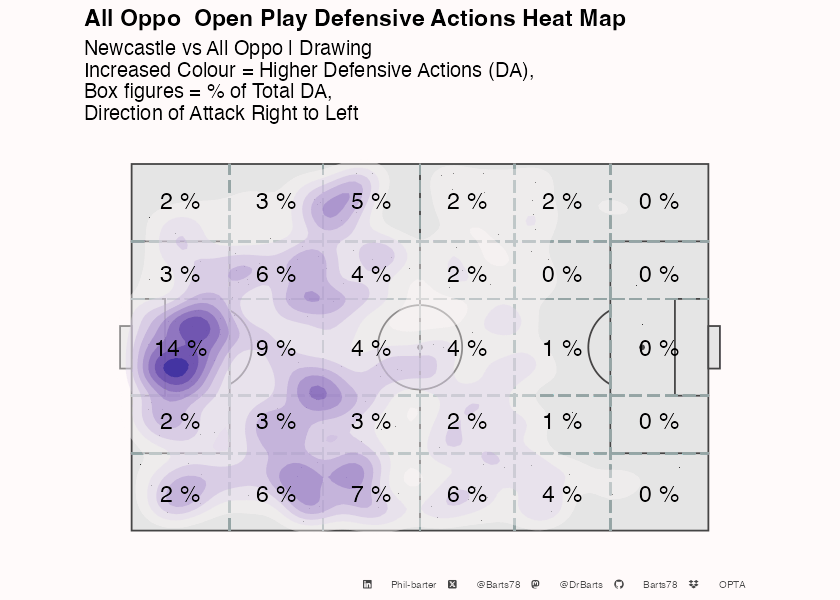 All Oppo  Open Play Defensive Actions Heat Map
Newcastle vs All Oppo | Drawing
Increased Colour = Higher Defensive Actions (DA),
Box figures = % of Total DA,
Direction of Attack Right to Left
2 % 3 % 5 % 2 % 2 % 0 %
3 % 6 % 4 % 2 % 0 % 0 %
14 % 9 % 4 % 4 % 1 % 0 %
2 % 3 % 3 % 2 % 1 % 0 %
2 % 6 % 7 % 6 % 4 % 0 %
Phil-barter @Barts78 @DrBarts Barts78 OPTA